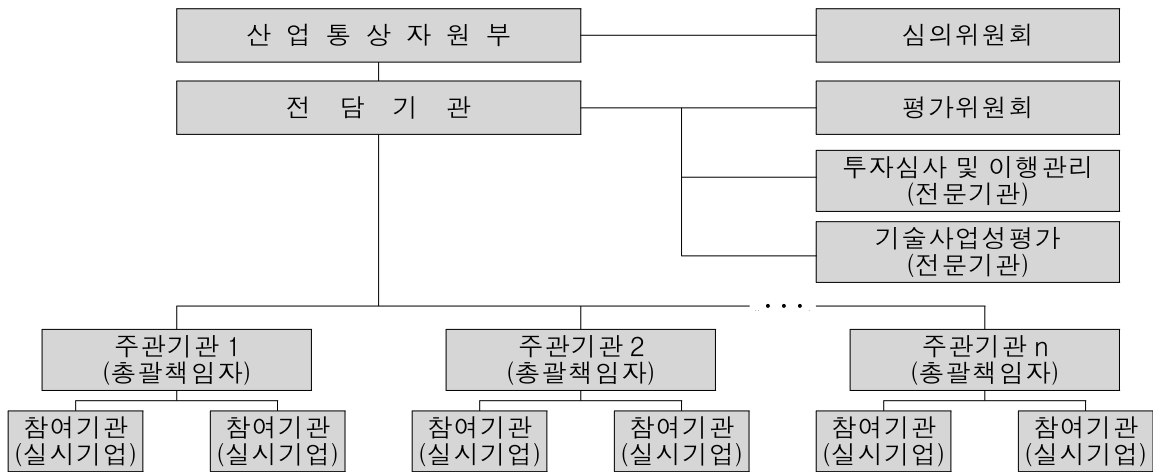 산 업 통 상 자 원 부
심의위원회
전 담 기 관
평가위원회
투자심사 및 이행관리
(전문기관)
기술사업성평가
(전문기관)
· · ·
주관기관 1
(총괄책임자)
주관기관 2
(총괄책임자)
주관기관 n
(총괄책임자)
참여기관
(실시기업)
참여기관
(실시기업)
참여기관
(실시기업)
참여기관
(실시기업)
참여기관
(실시기업)
참여기관
(실시기업)